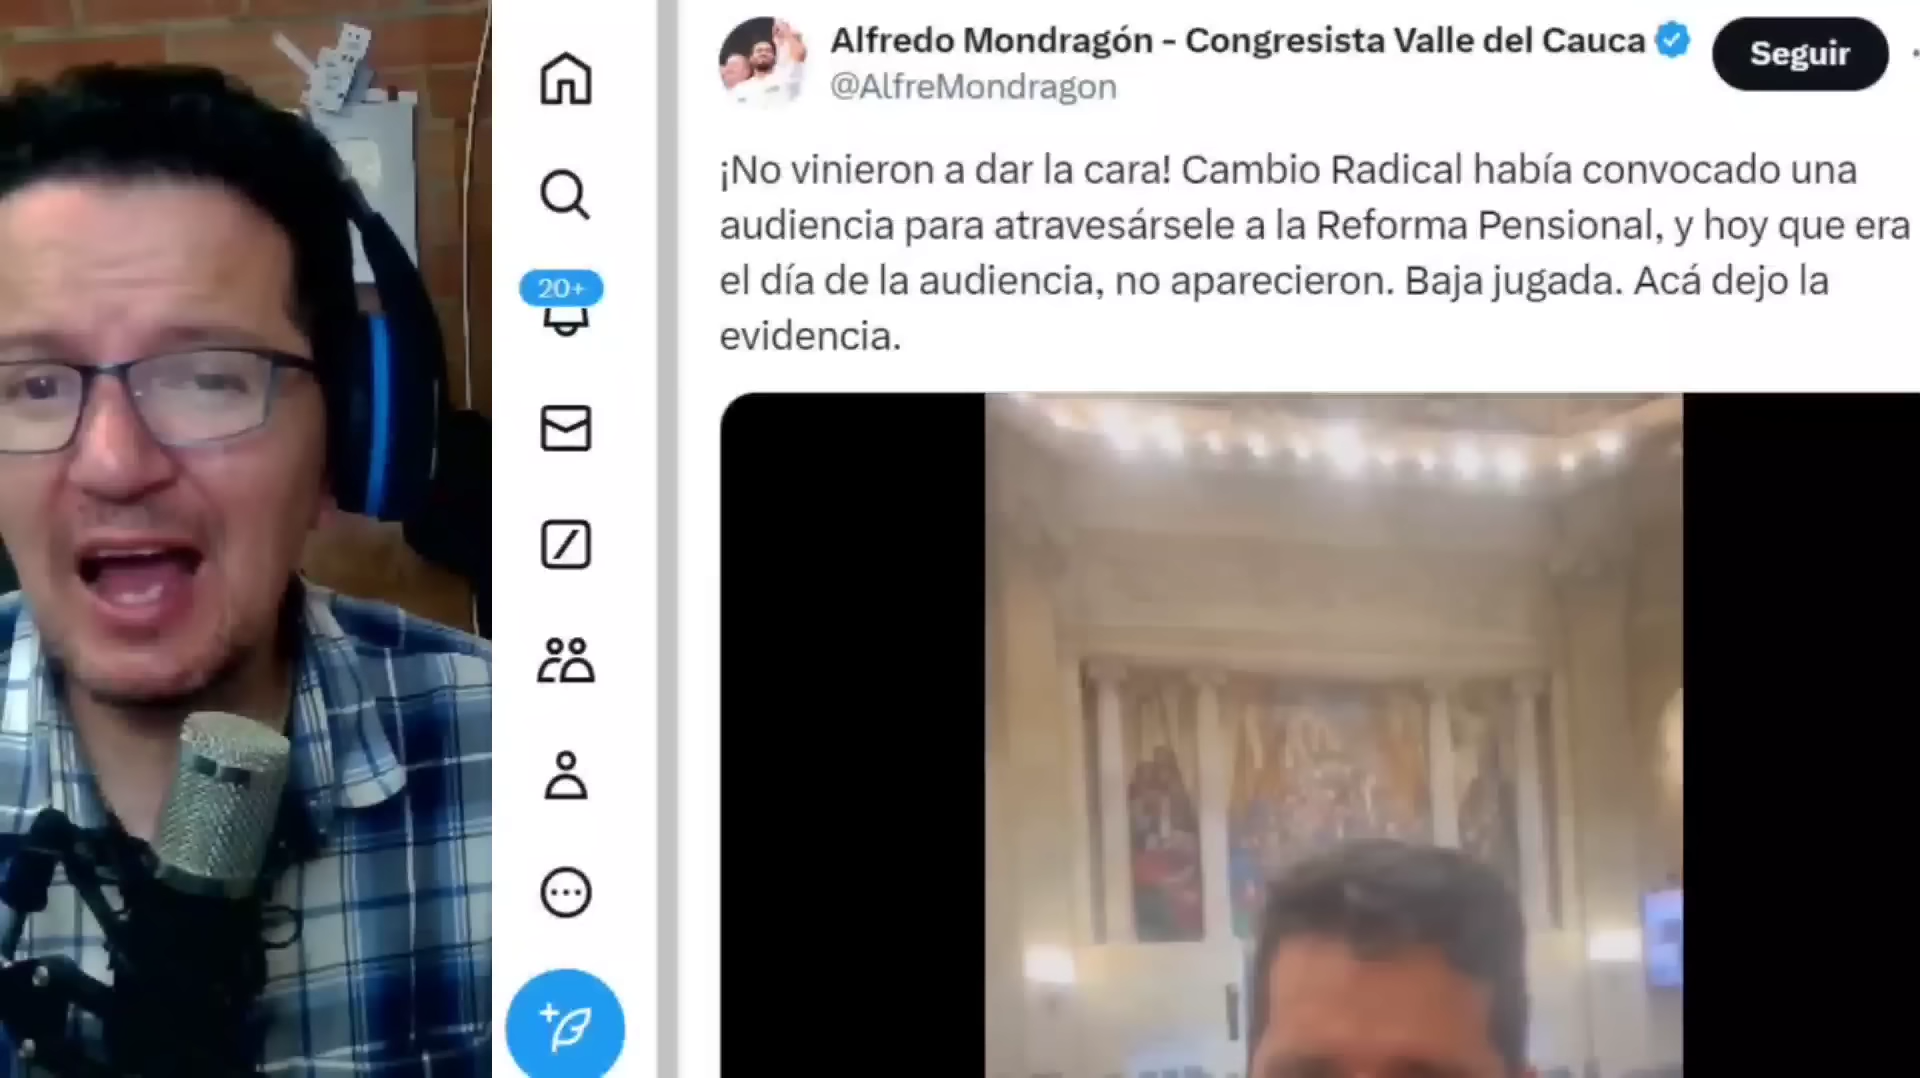 Alfredo Mondragón - Congresista Valle del Cauca
Seguir
@AlfreMondragon
¡No vinieron a dar la cara! Cambio Radical había convocado una
audiencia para atravesársele a la Reforma Pensional, y hoy que era
el día de la audiencia, no aparecieron. Baja jugada. Acá dejo la
evidencia.
20+